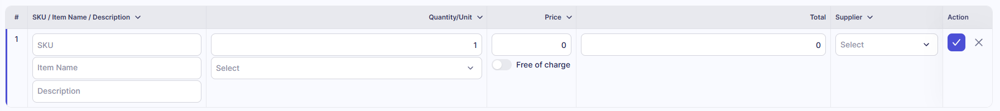 # SKU / Item Name / Description Quantity/Unit Price Total Supplier Action
1 SKU 1 0 0 Select
Item Name Select Free of charge
Description